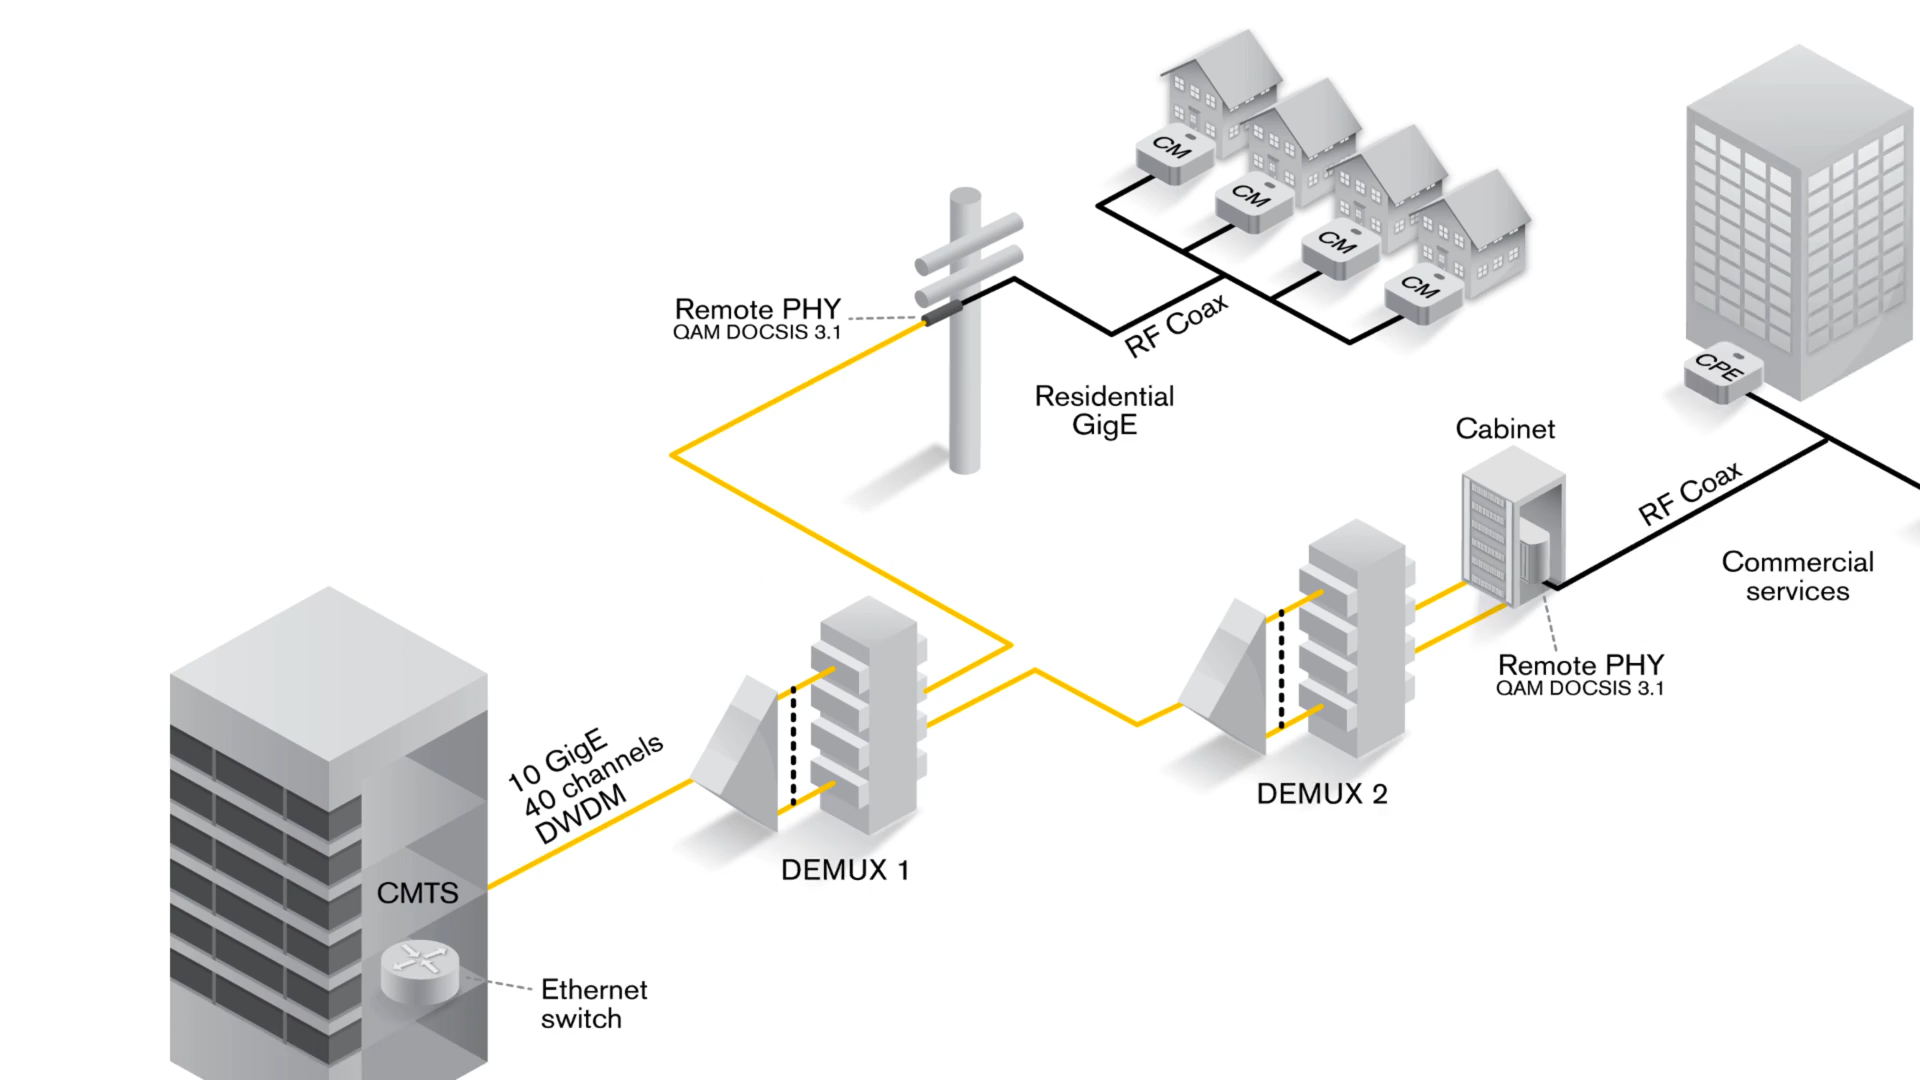 CM
CM
CM
CM
Remote PHY
QAM DOCSIS 3.1
RF Coax
Residential
GigE
CPE
Cabinet
RF Coax
Commercial
services
Remote PHY
QAM DOCSIS 3.1
10 GigE
40 channels
DWDM
DEMUX 2
DEMUX 1
CMTS
Ethernet
switch